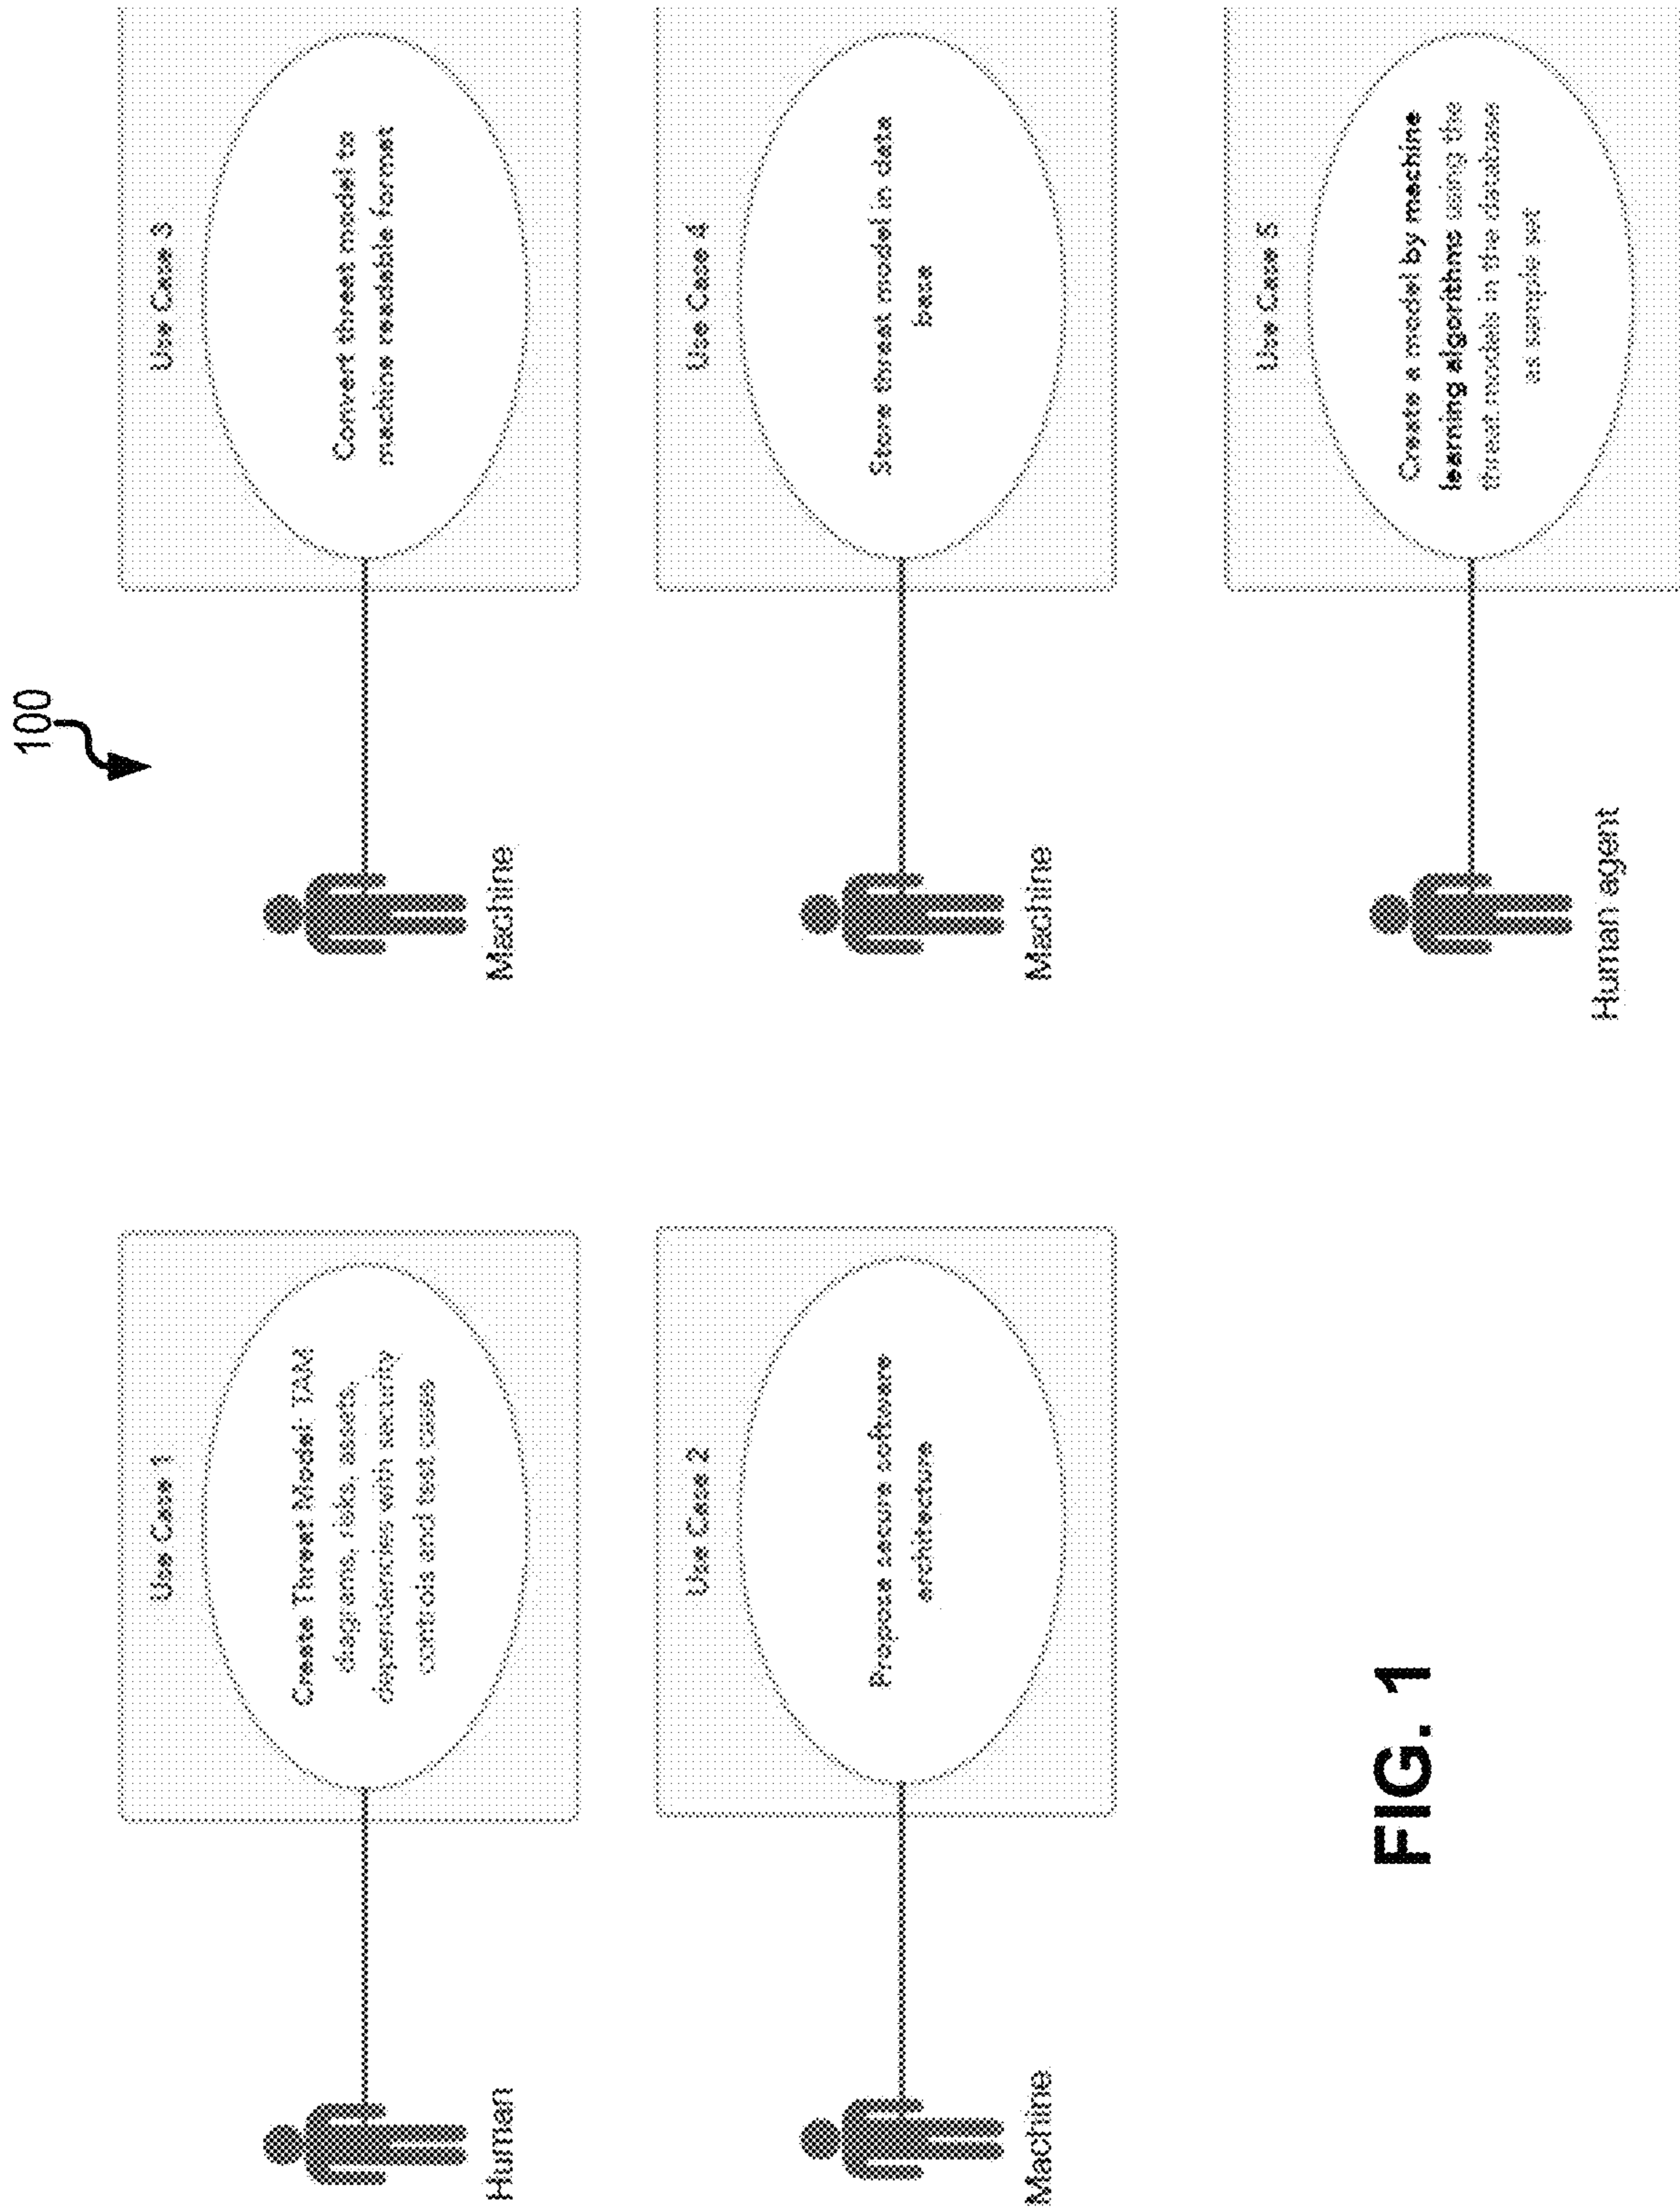 100
Use Case 1
Create Threat Model: TAM
diagrams, risks, assets,
dependencies with security
controls and test cases
Human
Use Case 3
Convert threat model to
machine readable format
Machine
Use Case 2
Propose secure software
architecture
Machine
Use Case 4
Store threat model in data
base
Machine
Use Case 5
Create a model by machine
learning algorithms using the
threat models in the database
as sample set
Human agent
FIG. 1